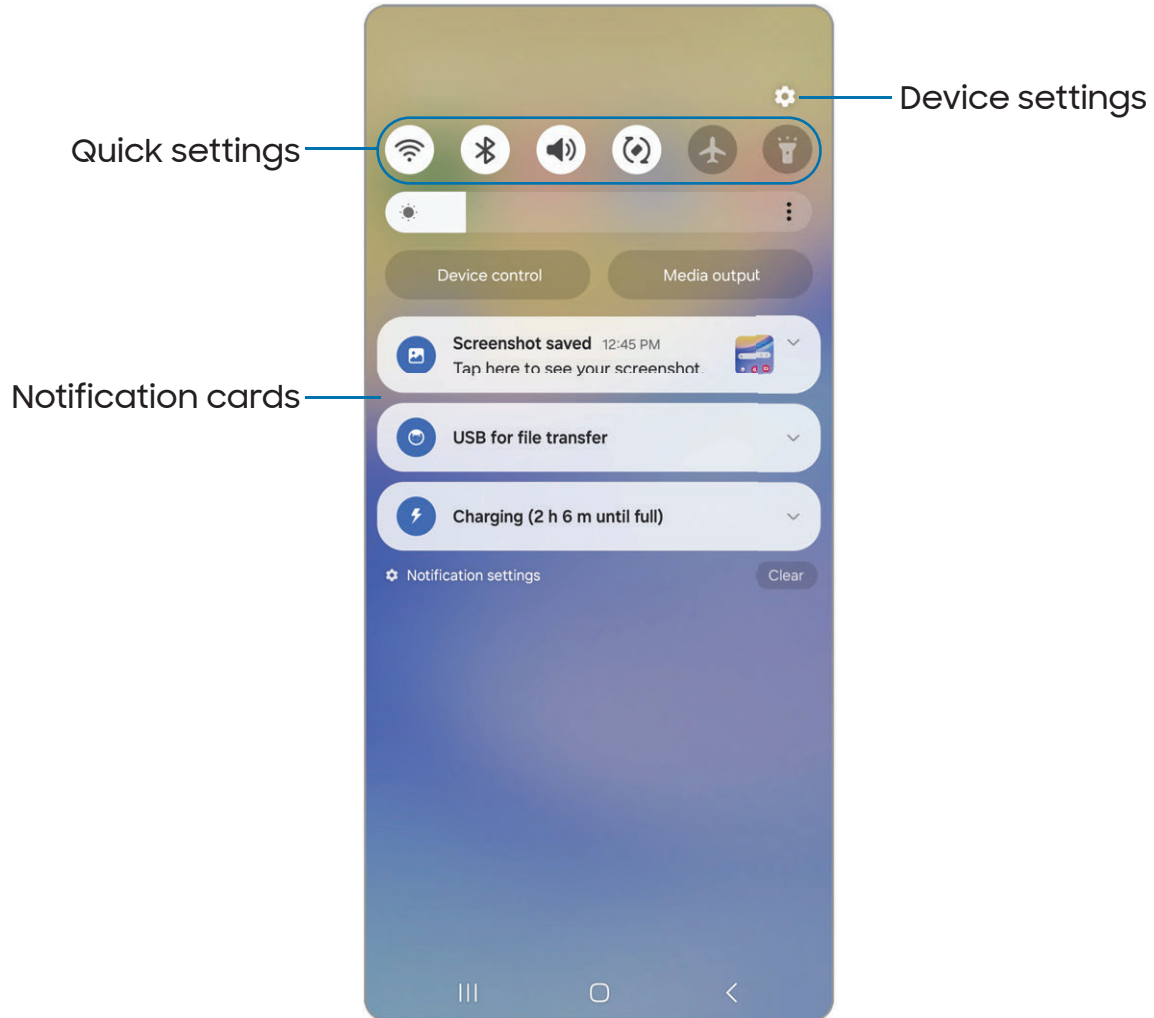 Device settings
Quick settings
Device control
Media output
Screenshot saved 12:45 PM
Tap here to see your screenshot.
Notification cards
USB for file transfer
Charging (2 h 6 m until full)
Notification settings
Clear